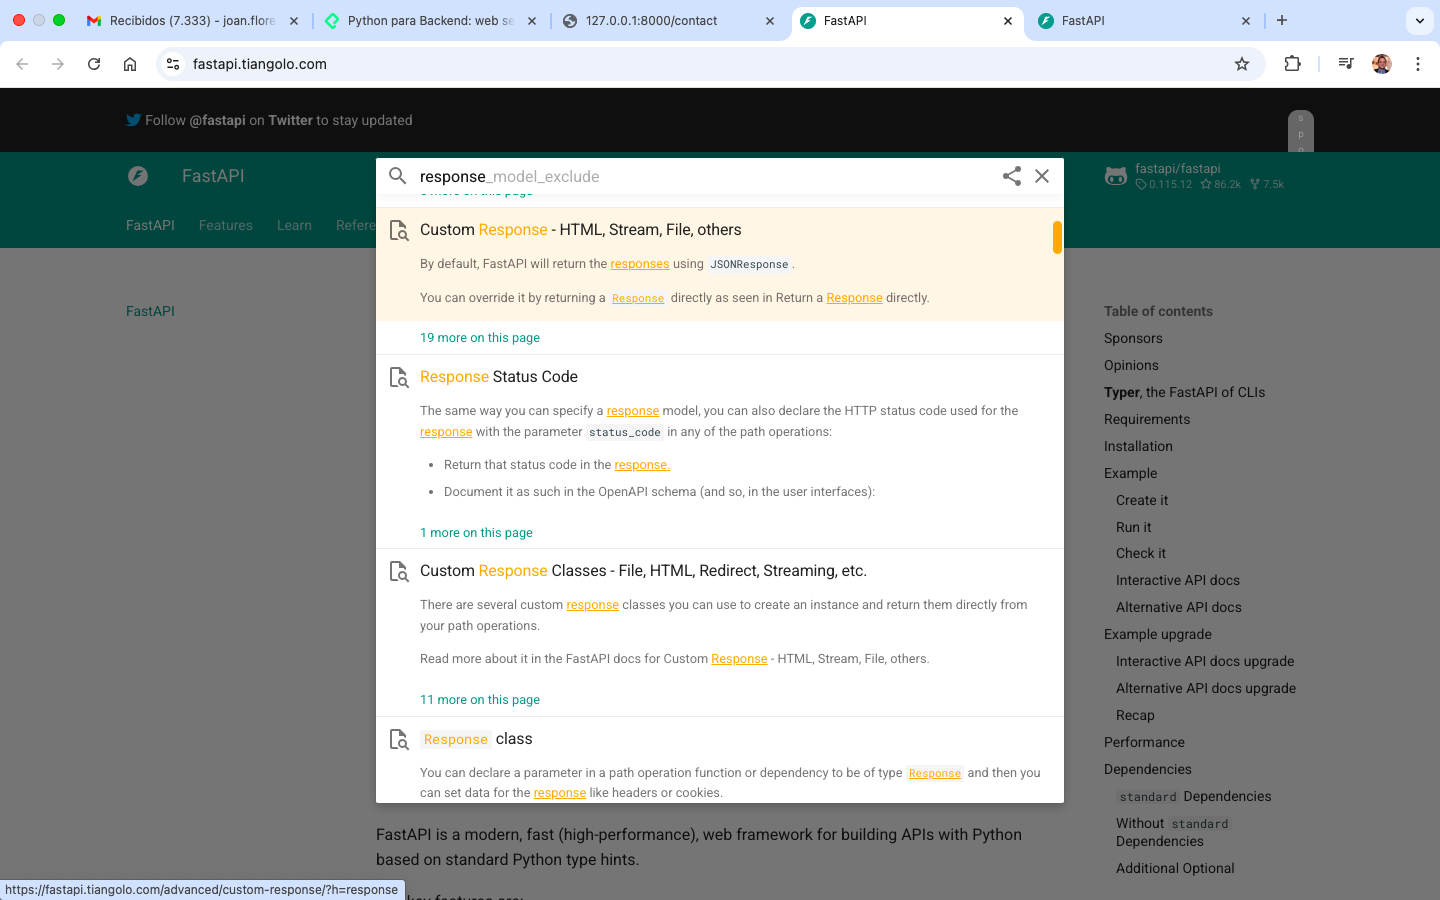 Recibidos (7.333) - joan.flore
Python para Backend: web se
127.0.0.1:8000/contact
FastAPI
FastAPI
fastapi.tiangolo.com
Follow @fastapi on Twitter to stay updated
s
p
FastAPI
fastapi/fastapi
0.115.12 86.2k 7.5k
FastAPI Features Learn Refere
response_model_exclude
Custom Response - HTML, Stream, File, others
By default, FastAPI will return the responses using JSONResponse.
You can override it by returning a Response directly as seen in Return a Response directly.
19 more on this page
Response Status Code
The same way you can specify a response model, you can also declare the HTTP status code used for the
response with the parameter status_code in any of the path operations:
• Return that status code in the response.
• Document it as such in the OpenAPI schema (and so, in the user interfaces):
1 more on this page
Custom Response Classes - File, HTML, Redirect, Streaming, etc.
There are several custom response classes you can use to create an instance and return them directly from
your path operations.
Read more about it in the FastAPI docs for Custom Response - HTML, Stream, File, others.
11 more on this page
Response class
You can declare a parameter in a path operation function or dependency to be of type Response and then you
can set data for the response like headers or cookies.
FastAPI
Table of contents
Sponsors
Opinions
Typer, the FastAPI of CLIs
Requirements
Installation
Example
Create it
Run it
Check it
Interactive API docs
Alternative API docs
Example upgrade
Interactive API docs upgrade
Alternative API docs upgrade
Recap
Performance
Dependencies
standard Dependencies
Without standard
Dependencies
Additional Optional
FastAPI is a modern, fast (high-performance), web framework for building APIs with Python
based on standard Python type hints.
https://fastapi.tiangolo.com/advanced/custom-response/?h=response